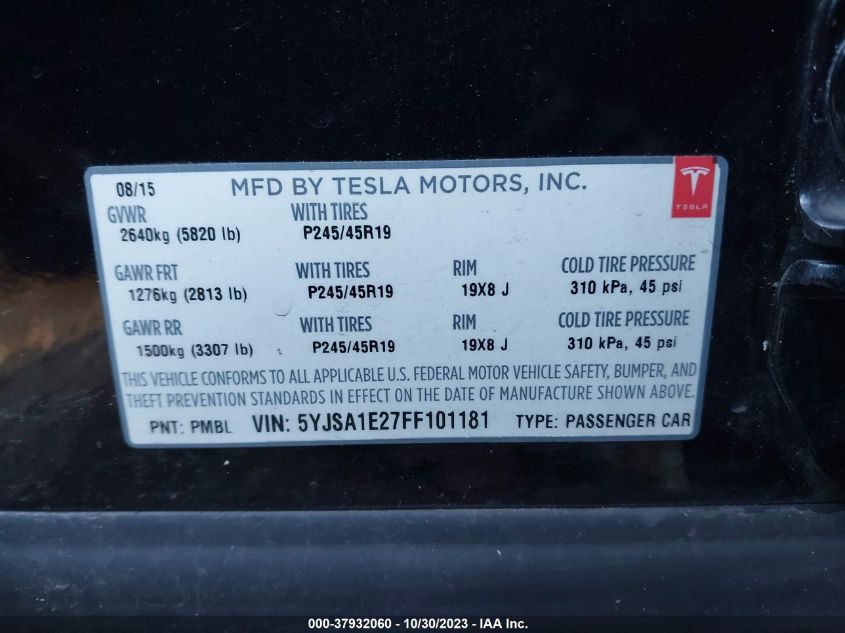 08/15 MFD BY TESLA MOTORS, INC.
TESLA
GVWR WITH TIRES
2640kg (5820 lb) P245/45R19
GAWR FRT WITH TIRES RIM COLD TIRE PRESSURE
1276kg (2813 lb) P245/45R19 19X8 J 310 kPa, 45 psi
GAWR RR WITH TIRES RIM COLD TIRE PRESSURE
1500kg (3307 lb) P245/45R19 19X8 J 310 kPa, 45 psi
THIS VEHICLE CONFORMS TO ALL APPLICABLE U.S. FEDERAL MOTOR VEHICLE SAFETY, BUMPER, AND
THEFT PREVENTION STANDARDS IN EFFECT ON THE DATE OF MANUFACTURE SHOWN ABOVE.
PNT: PMBL VIN: 5YJSA1E27FF101181 TYPE: PASSENGER CAR
000-37932060 - 10/30/2023 - IAA Inc.